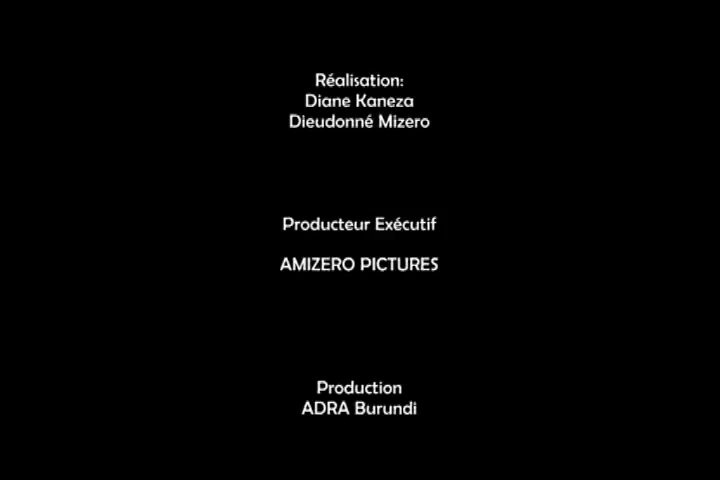 Réalisation:
Diane Kaneza
Dieudonné Mizero
Producteur Exécutif
AMIZERO PICTURES
Production
ADRA Burundi